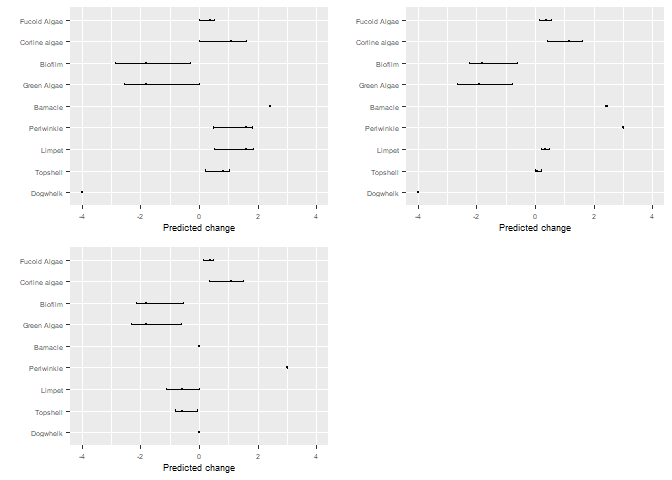 Fucoid Algae
Corline algae
Biofilm
Green Algae
Barnacle
Periwinkle
Limpet
Topshell
Dogwhelk
-4 -2 0 2 4
Predicted change
Fucoid Algae
Corline algae
Biofilm
Green Algae
Barnacle
Periwinkle
Limpet
Topshell
Dogwhelk
-4 -2 0 2 4
Predicted change
Fucoid Algae
Corline algae
Biofilm
Green Algae
Barnacle
Periwinkle
Limpet
Topshell
Dogwhelk
-4 -2 0 2 4
Predicted change